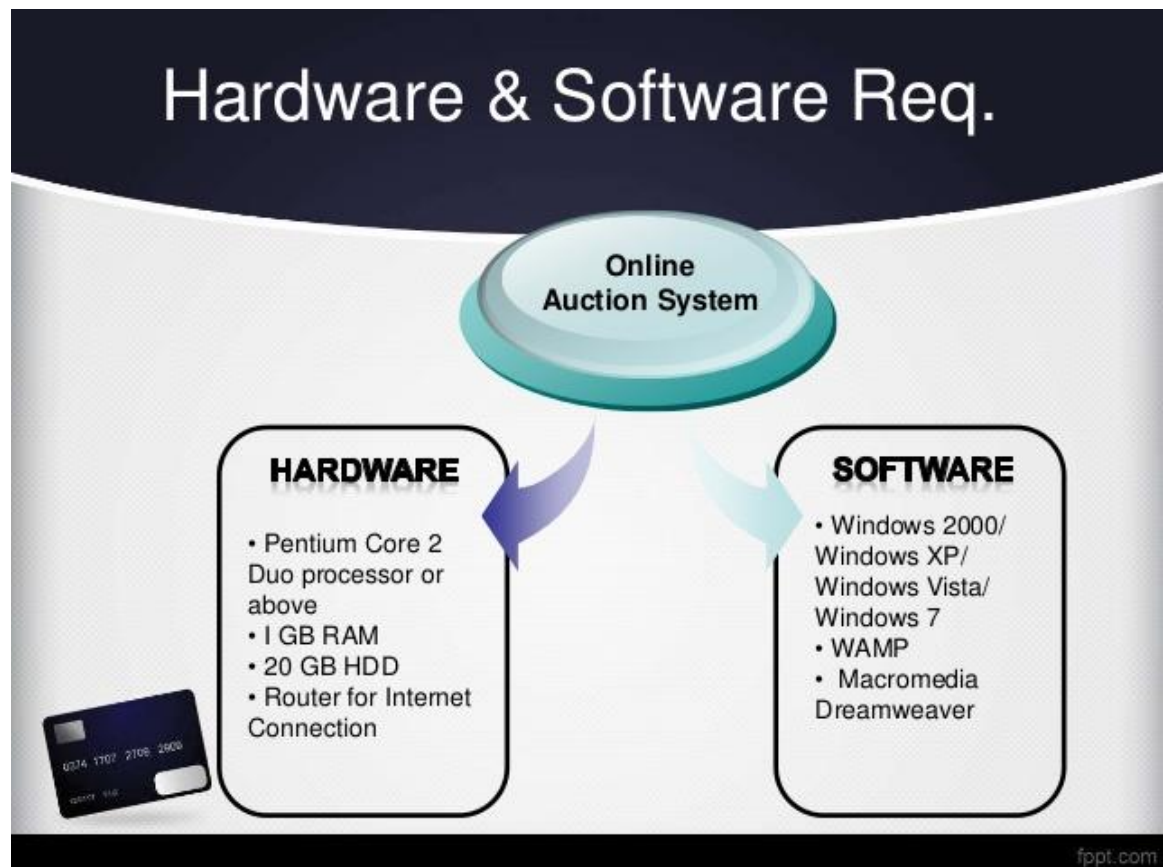 Hardware & Software Req.
Online
Auction System
HARDWARE
• Pentium Core 2
Duo processor or
above
• I GB RAM
• 20 GB HDD
• Router for Internet
Connection
SOFTWARE
• Windows 2000/
Windows XP/
Windows Vista/
Windows 7
• WAMP
• Macromedia
Dreamweaver
fppt.com